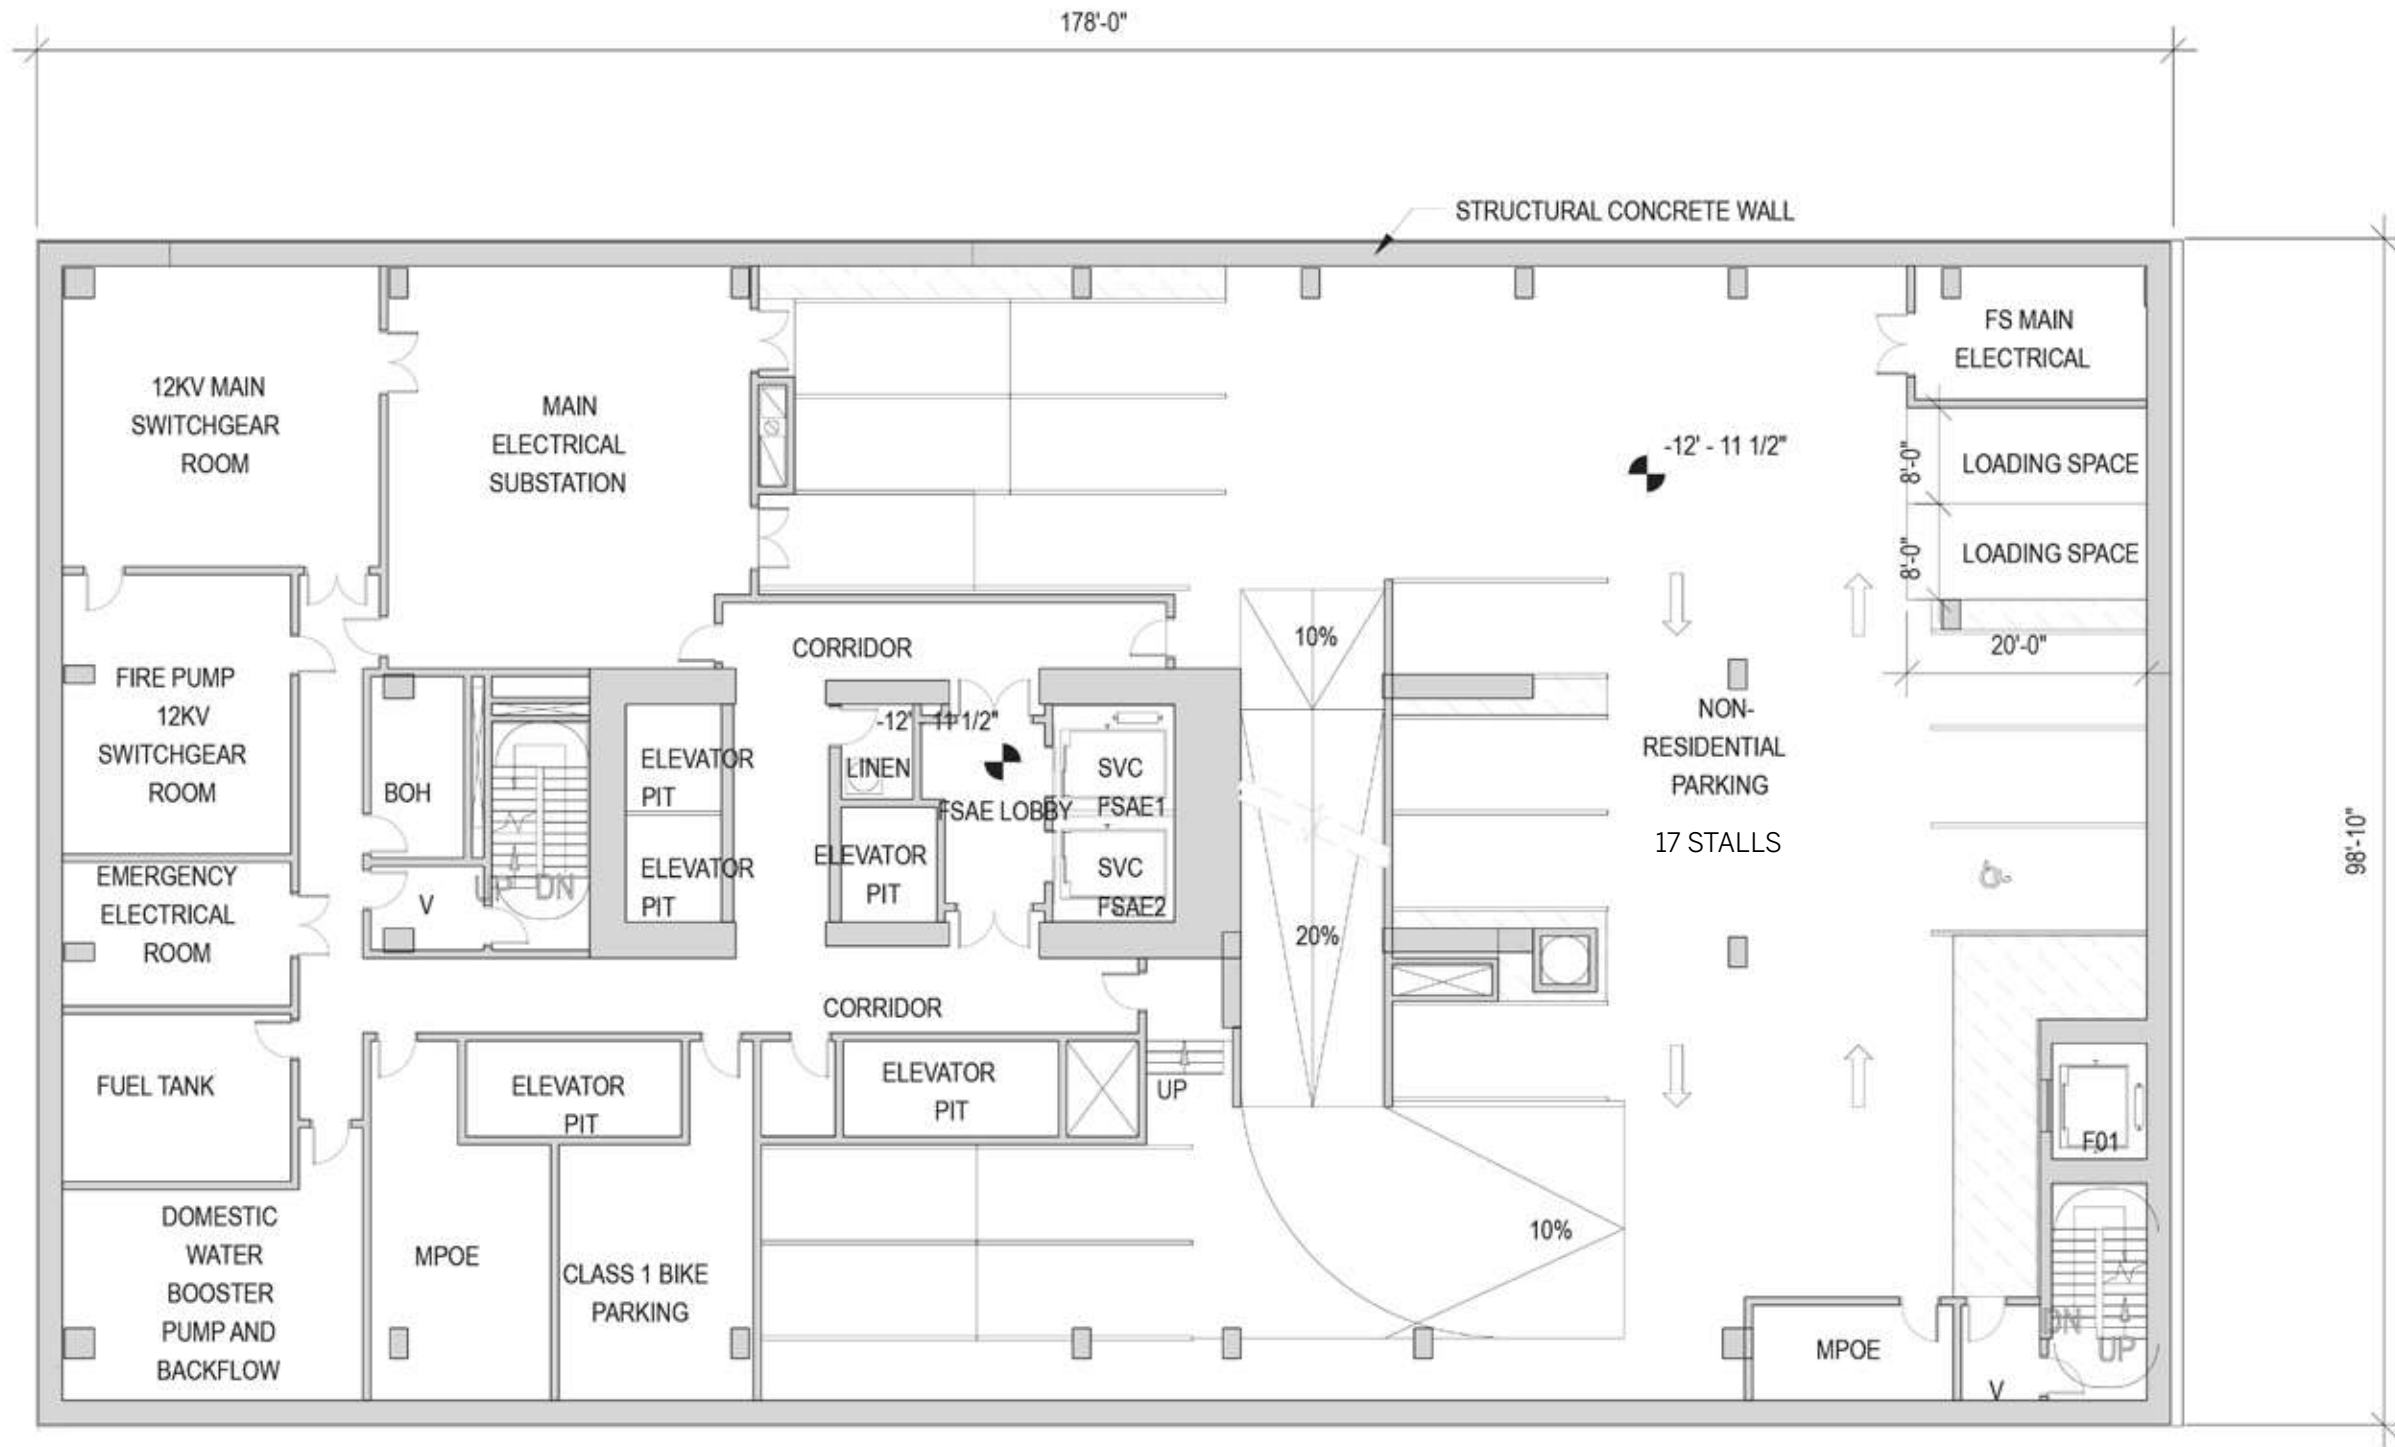 178'-0"
STRUCTURAL CONCRETE WALL
12KV MAIN
SWITCHGEAR
ROOM
MAIN
ELECTRICAL
SUBSTATION
FS MAIN
ELECTRICAL
-12' - 11 1/2"
8'-0"
LOADING SPACE
8'-0"
LOADING SPACE
20'-0"
10%
CORRIDOR
FIRE PUMP
12KV
SWITCHGEAR
ROOM
BOH
ELEVATOR
PIT
ELEVATOR
PIT
-12' - 11 1/2"
LINEN
FSAE LOBBY
ELEVATOR
PIT
SVC
FSAE1
SVC
FSAE2
NON-
RESIDENTIAL
PARKING
17 STALLS
98'-10"
EMERGENCY
ELECTRICAL
ROOM
V
UP
DN
20%
CORRIDOR
FUEL TANK
ELEVATOR
PIT
ELEVATOR
PIT
UP
F01
DOMESTIC
WATER
BOOSTER
PUMP AND
BACKFLOW
MPOE
CLASS 1 BIKE
PARKING
10%
MPOE
V
DN
UP